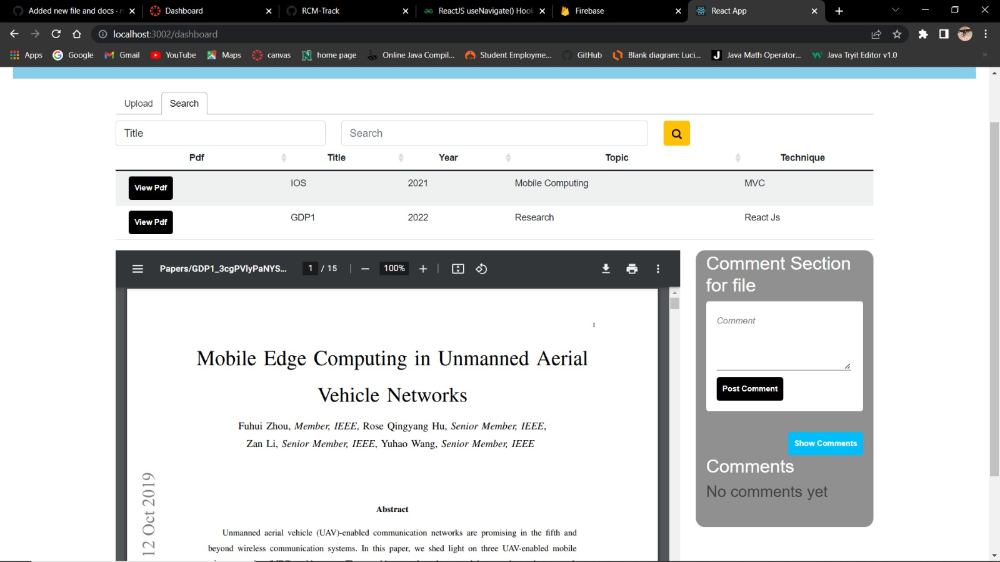 Added new file and docs · r
Dashboard
RCM-Track
ReactJS useNavigate() Hook
Firebase
React App
localhost:3002/dashboard
Apps
Google
Gmail
YouTube
Maps
canvas
home page
Online Java Compil...
Student Employme...
GitHub
Blank diagram: Luci...
Java Math Operator...
Java Tryit Editor v1.0
Upload
Search
Title
Search
Pdf Title Year Topic Technique
View Pdf IOS 2021 Mobile Computing MVC
View Pdf GDP1 2022 Research React Js
Papers/GDP1_3cgPVlyPaNYS... 1 / 15 100%
1
Mobile Edge Computing in Unmanned Aerial
Vehicle Networks
Fuhui Zhou, Member, IEEE, Rose Qingyang Hu, Senior Member, IEEE,
Zan Li, Senior Member, IEEE, Yuhao Wang, Senior Member, IEEE
12 Oct 2019
Abstract
Unmanned aerial vehicle (UAV)-enabled communication networks are promising in the fifth and
beyond wireless communication systems. In this paper, we shed light on three UAV-enabled mobile
Comment Section
for file
Comment
Post Comment
Show Comments
Comments
No comments yet